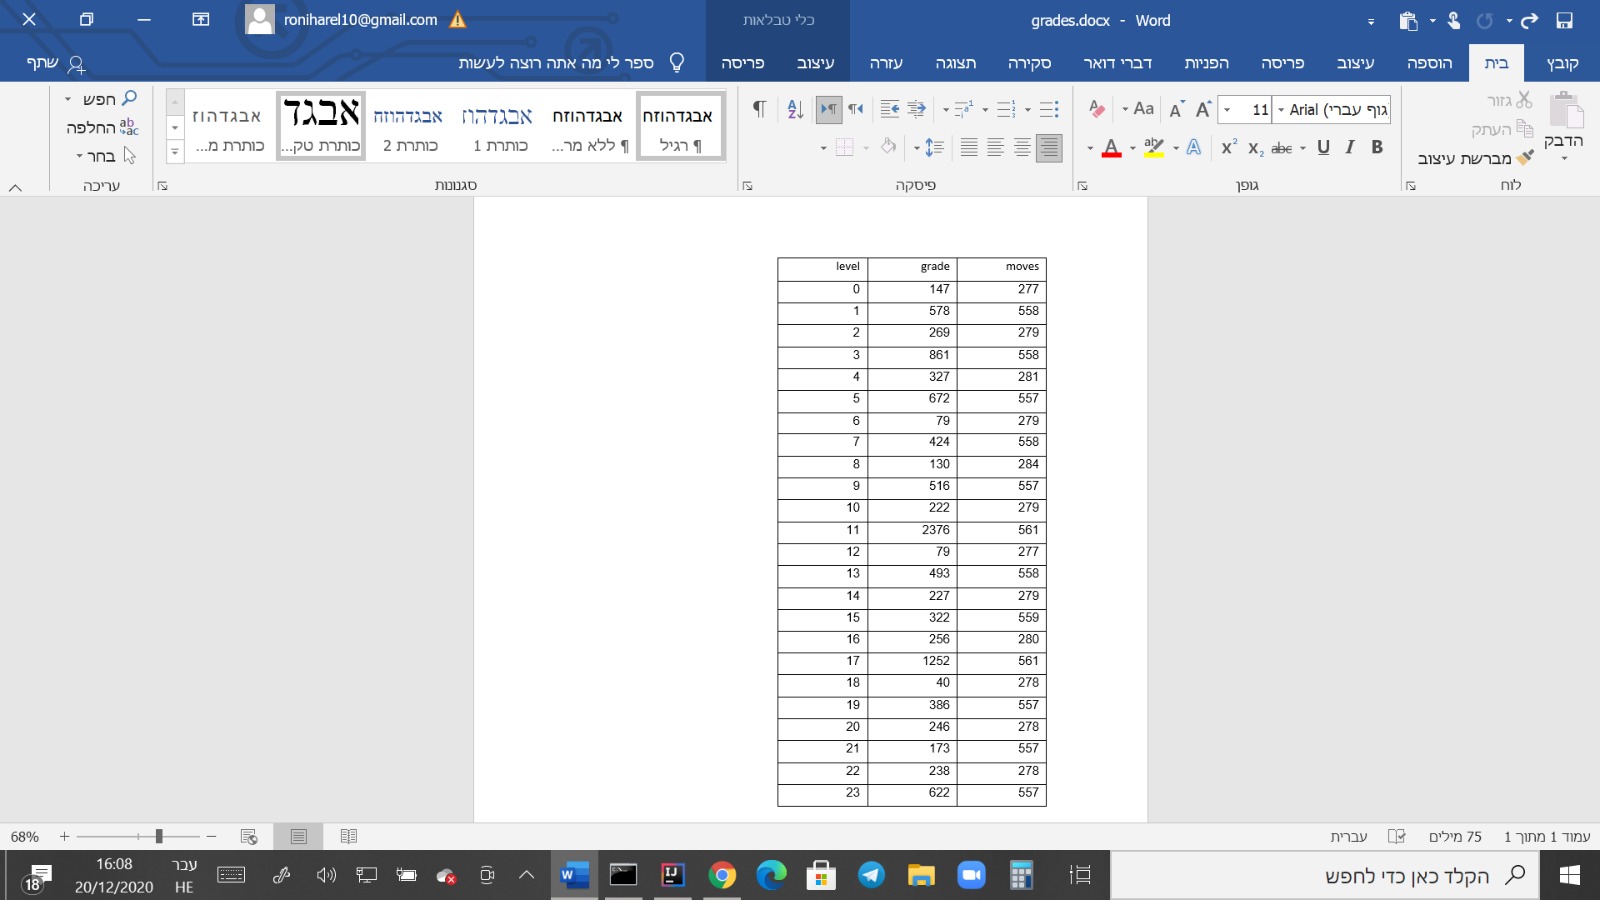 roniharel10@gmail.com
כלי טבלאות
grades.docx - Word
קובץ
בית
הוספה
עיצוב
פריסה
הפניות
דברי דואר
סקירה
תצוגה
עזרה
עיצוב
פריסה
ספר לי מה אתה רוצה לעשות
שתף
הדבק
גזור
העתק
מברשת עיצוב
לוח
Arial (גוף עברי
11
Aa
גופן
פיסקה
אבגדהוזח
¶ רגיל
אבגדהוזח
¶ ללא מר...
אבגדהוז
כותרת 1
אבגדהוזח
כותרת 2
אבגד
כותרת טק...
אבגדהוז
כותרת מ...
סגנונות
חפש
החלפה
בחר
עריכה
level grade moves
0 147 277
1 578 558
2 269 279
3 861 558
4 327 281
5 672 557
6 79 279
7 424 558
8 130 284
9 516 557
10 222 279
11 2376 561
12 79 277
13 493 558
14 227 279
15 322 559
16 256 280
17 1252 561
18 40 278
19 386 557
20 246 278
21 173 557
22 238 278
23 622 557
עמוד 1 מתוך 1
75 מילים
עברית
68%
הקלד כאן כדי לחפש
עבר
HE
16:08
20/12/2020
18